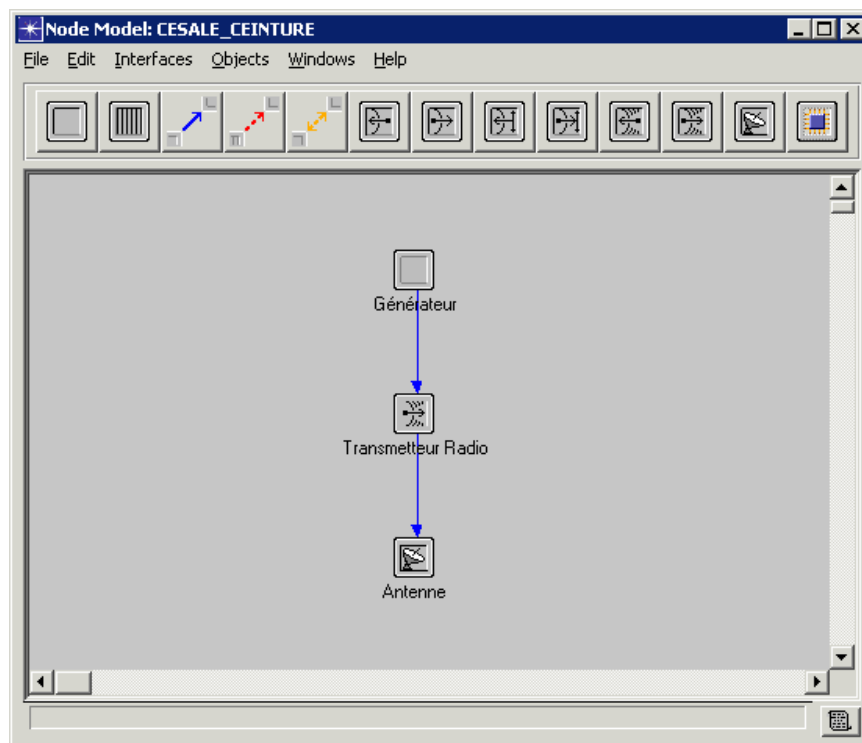 Node Model: CESALE_CEINTURE
File Edit Interfaces Objects Windows Help
Générateur
Transmetteur Radio
Antenne